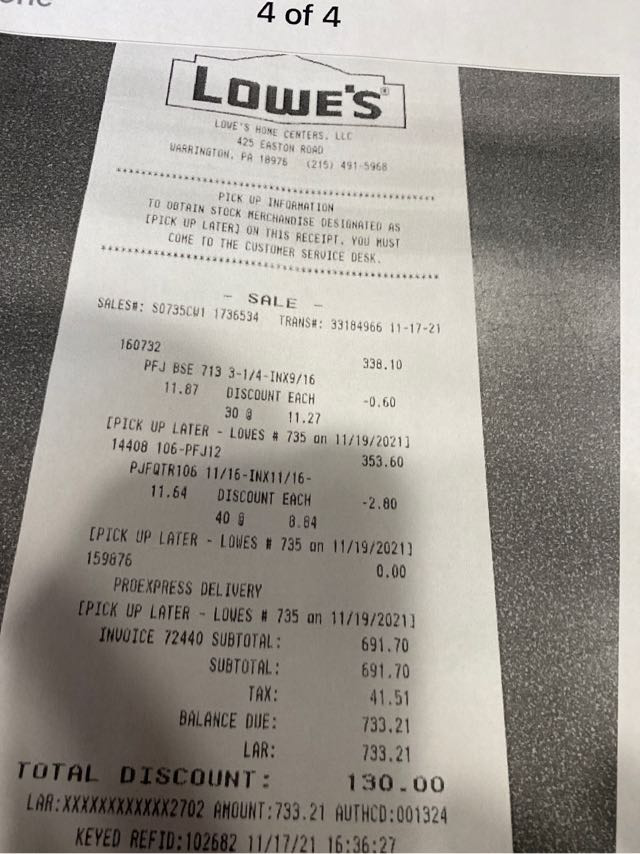 4 of 4
LOWE'S®
LOWE'S HOME CENTERS, LLC
425 EASTON ROAD
WARRINGTON, PA 18976 (215) 491-5968
PICK UP INFORMATION
TO OBTAIN STOCK MERCHANDISE DESIGNATED AS
[PICK UP LATER] ON THIS RECEIPT, YOU MUST
COME TO THE CUSTOMER SERVICE DESK.
- SALE -
SALES#: S0735CW1 1736534 TRANS#: 33184966 11-17-21
160732 338.10
PFJ BSE 713 3-1/4-INX9/16
11.87 DISCOUNT EACH -0.60
30 @ 11.27
[PICK UP LATER - LOWES # 735 on 11/19/2021]
14408 106-PFJ12 353.60
PJFQTR106 11/16-INX11/16-
11.64 DISCOUNT EACH -2.80
40 @ 8.84
[PICK UP LATER - LOWES # 735 on 11/19/2021]
159876 0.00
PROEXPRESS DELIVERY
[PICK UP LATER - LOWES # 735 on 11/19/2021]
INVOICE 72440 SUBTOTAL: 691.70
SUBTOTAL: 691.70
TAX: 41.51
BALANCE DUE: 733.21
LAR: 733.21
TOTAL DISCOUNT: 130.00
LAR:XXXXXXXXXXXX2702 AMOUNT:733.21 AUTHCD:001324
KEYED REFID:102682 11/17/21 16:36:27